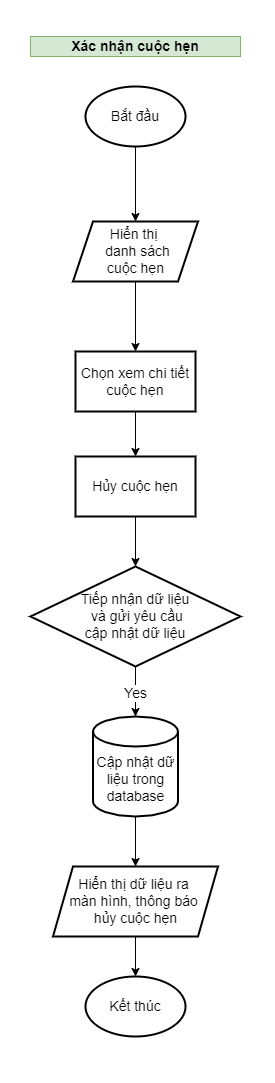 Xác nhận cuộc hẹn
Bắt đầu
Hiển thị
danh sách
cuộc hẹn
Chọn xem chi tiết
cuộc hẹn
Hủy cuộc hẹn
Tiếp nhận dữ liệu
và gửi yêu cầu
cập nhật dữ liệu
Yes
Cập nhật dữ
liệu trong
database
Hiển thị dữ liệu ra
màn hình, thông báo
hủy cuộc hẹn
Kết thúc